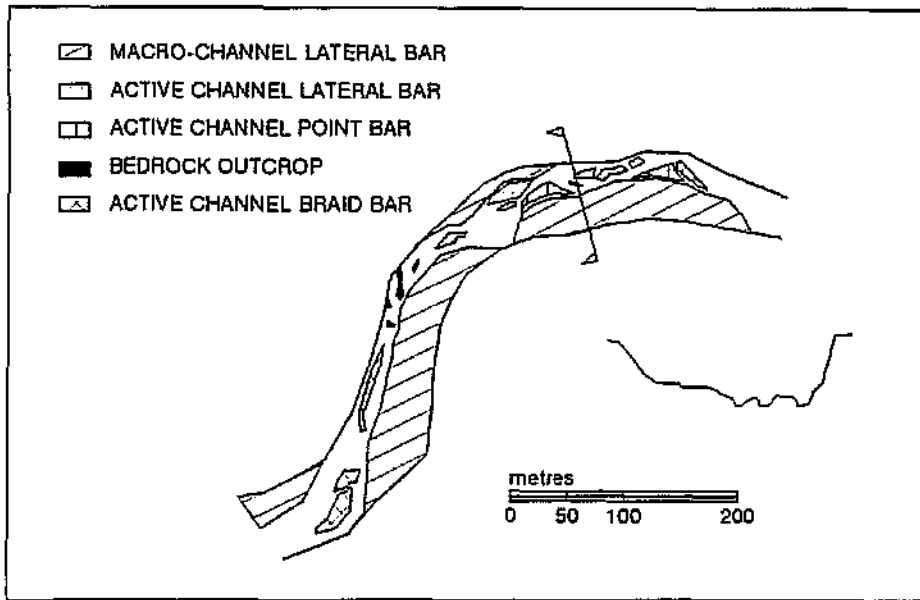 MACRO-CHANNEL LATERAL BAR
ACTIVE CHANNEL LATERAL BAR
ACTIVE CHANNEL POINT BAR
BEDROCK OUTCROP
ACTIVE CHANNEL BRAID BAR
metres
0 50 100 200